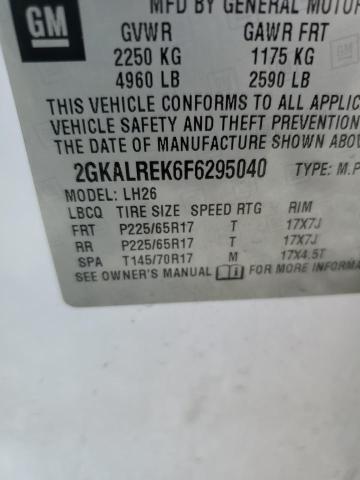 GM
MFD BY GENERAL MOTOR
GVWR GAWR FRT
2250 KG 1175 KG
4960 LB 2590 LB
THIS VEHICLE CONFORMS TO ALL APPLIC
VEHICLE SAFETY AND THEFT PREVENTION
THE DATE OF MANUFACTURE SHOWN ABOV
2GKALREK6F6295040 TYPE: M.P
MODEL: LH26
LBCQ TIRE SIZE SPEED RTG RIM
FRT P225/65R17 T 17X7J
RR P225/65R17 T 17X7J
SPA T145/70R17 M 17X4.5T
SEE OWNER'S MANUAL FOR MORE INFORMA